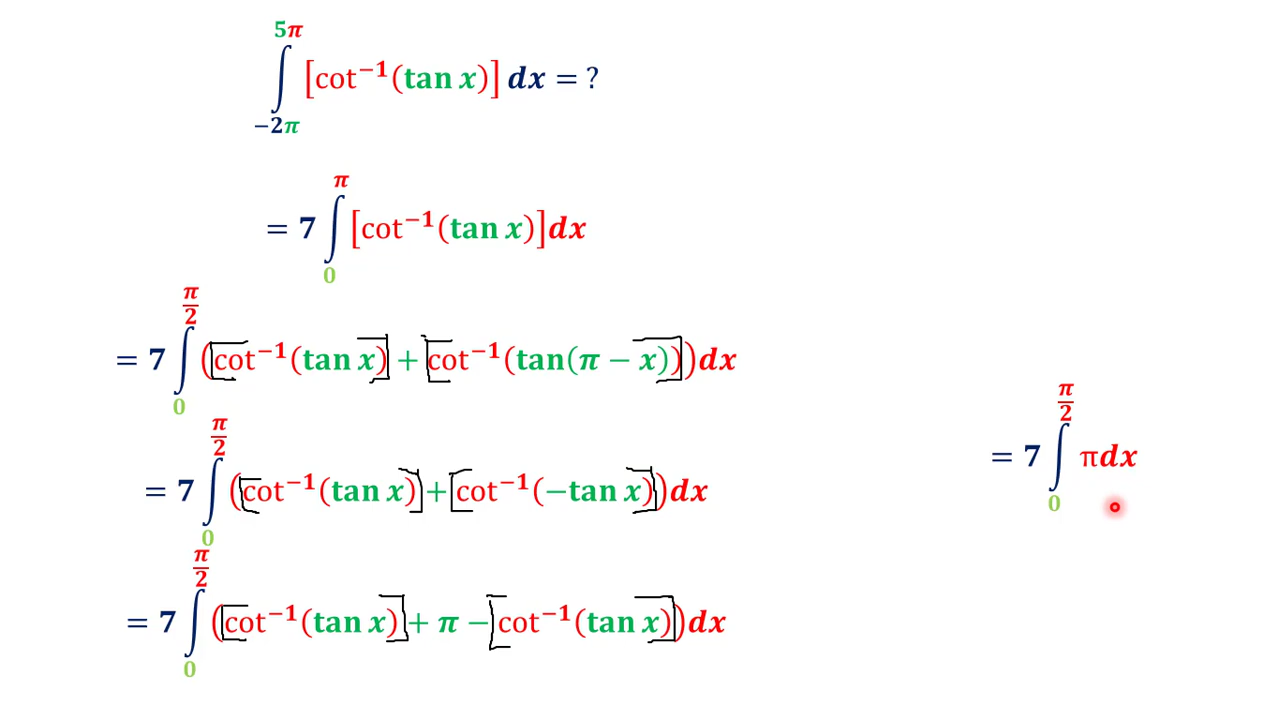 ∫_{−2π}^{5π} [cot⁻¹(tan x)] dx = ?
= 7 ∫_{0}^{π} [cot⁻¹(tan x)]dx
= 7 ∫_{0}^{π/2} ([cot⁻¹(tan x)] + [cot⁻¹(tan(π − x))])dx
= 7 ∫_{0}^{π/2} ([cot⁻¹(tan x)]+[cot⁻¹(−tan x)])dx
= 7 ∫_{0}^{π/2} ([cot⁻¹(tan x)]+ π −[cot⁻¹(tan x)])dx
= 7 ∫_{0}^{π/2} πdx